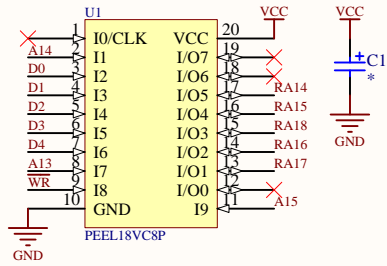 U1 VCC VCC
1 I0/CLK VCC 20
A14 2 I1 I/O7 19
D0 3 I2 I/O6 18
D1 4 I3 I/O5 17 RA14
D2 5 I4 I/O4 16 RA15
D3 6 I5 I/O3 15 RA18
D4 7 I6 I/O2 14 RA16
A13 8 I7 I/O1 13 RA17
WR 9 I8 I/O0 12
10 GND I9 11 A15
PEEL18VC8P
GND
+ C1
*
GND